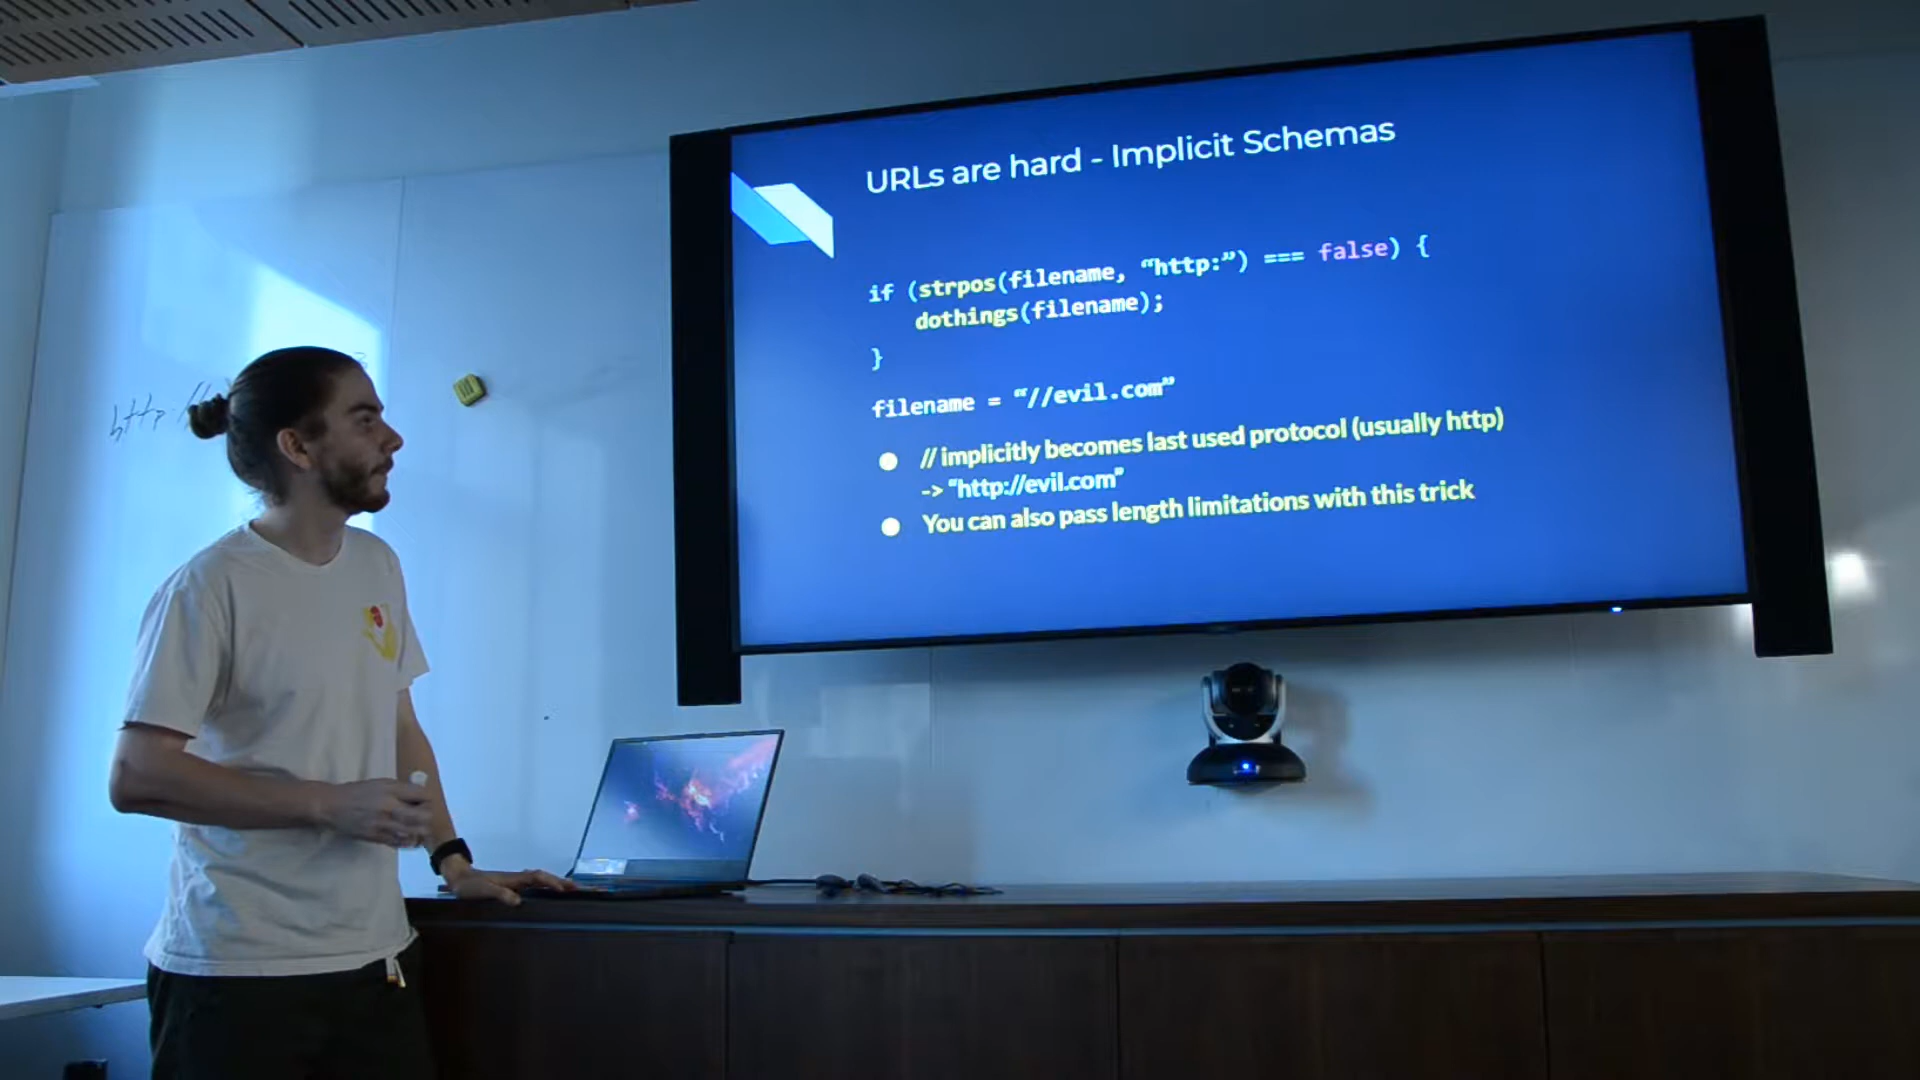 URLs are hard - Implicit Schemas
if (strpos(filename, “http:”) === false) {
dothings(filename);
}
filename = “//evil.com”
// implicitly becomes last used protocol (usually http)
-> “http://evil.com”
You can also pass length limitations with this trick
http://